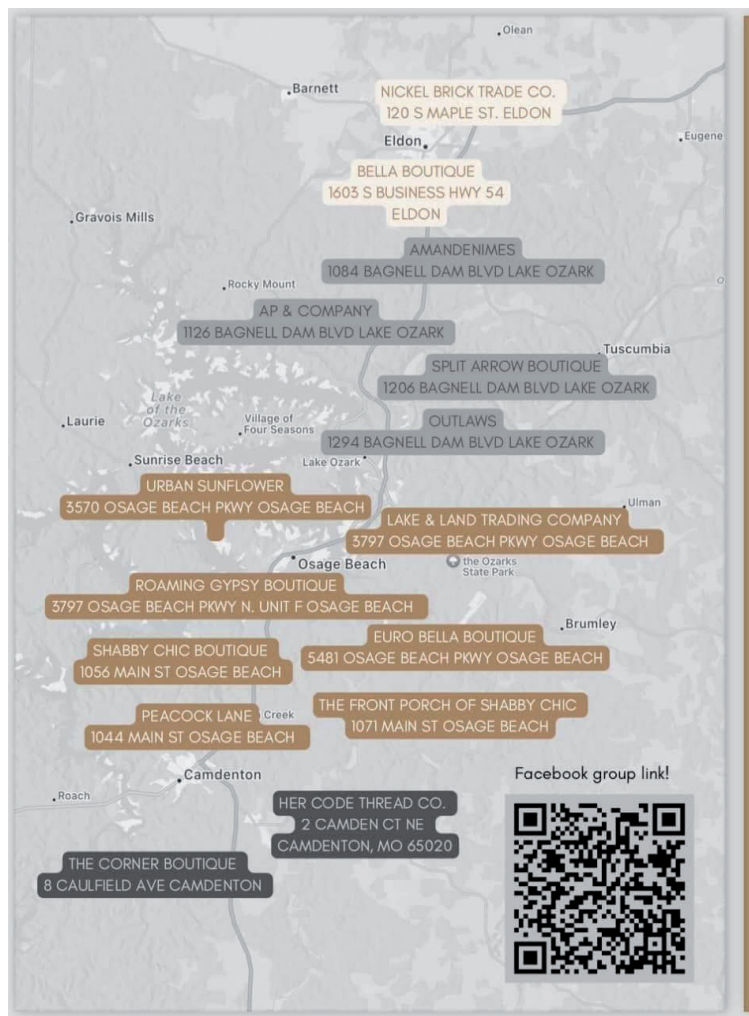 Olean
Barnett
NICKEL BRICK TRADE CO.
120 S MAPLE ST. ELDON
Eldon
Eugene
BELLA BOUTIQUE
1603 S BUSINESS HWY 54
ELDON
Gravois Mills
AMANDENIMES
1084 BAGNELL DAM BLVD LAKE OZARK
Rocky Mount
AP & COMPANY
1126 BAGNELL DAM BLVD LAKE OZARK
Tuscumbia
SPLIT ARROW BOUTIQUE
1206 BAGNELL DAM BLVD LAKE OZARK
Lake
of the
Ozarks
Laurie
Village of
Four Seasons
OUTLAWS
1294 BAGNELL DAM BLVD LAKE OZARK
Sunrise Beach
Lake Ozark
URBAN SUNFLOWER
3570 OSAGE BEACH PKWY OSAGE BEACH
Ulman
LAKE & LAND TRADING COMPANY
3797 OSAGE BEACH PKWY OSAGE BEACH
Osage Beach
the Ozarks
State Park
ROAMING GYPSY BOUTIQUE
3797 OSAGE BEACH PKWY N. UNIT F OSAGE BEACH
Brumley
EURO BELLA BOUTIQUE
5481 OSAGE BEACH PKWY OSAGE BEACH
SHABBY CHIC BOUTIQUE
1056 MAIN ST OSAGE BEACH
THE FRONT PORCH OF SHABBY CHIC
1071 MAIN ST OSAGE BEACH
PEACOCK LANE
Creek
1044 MAIN ST OSAGE BEACH
Camdenton
Facebook group link!
Roach
HER CODE THREAD CO.
2 CAMDEN CT NE
CAMDENTON, MO 65020
THE CORNER BOUTIQUE
8 CAULFIELD AVE CAMDENTON